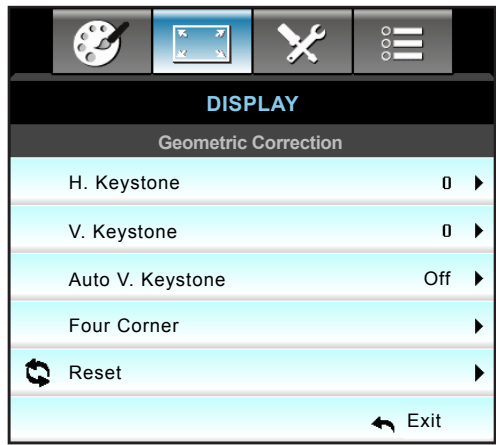 DISPLAY
Geometric Correction
H. Keystone 0
V. Keystone 0
Auto V. Keystone Off
Four Corner
Reset
Exit